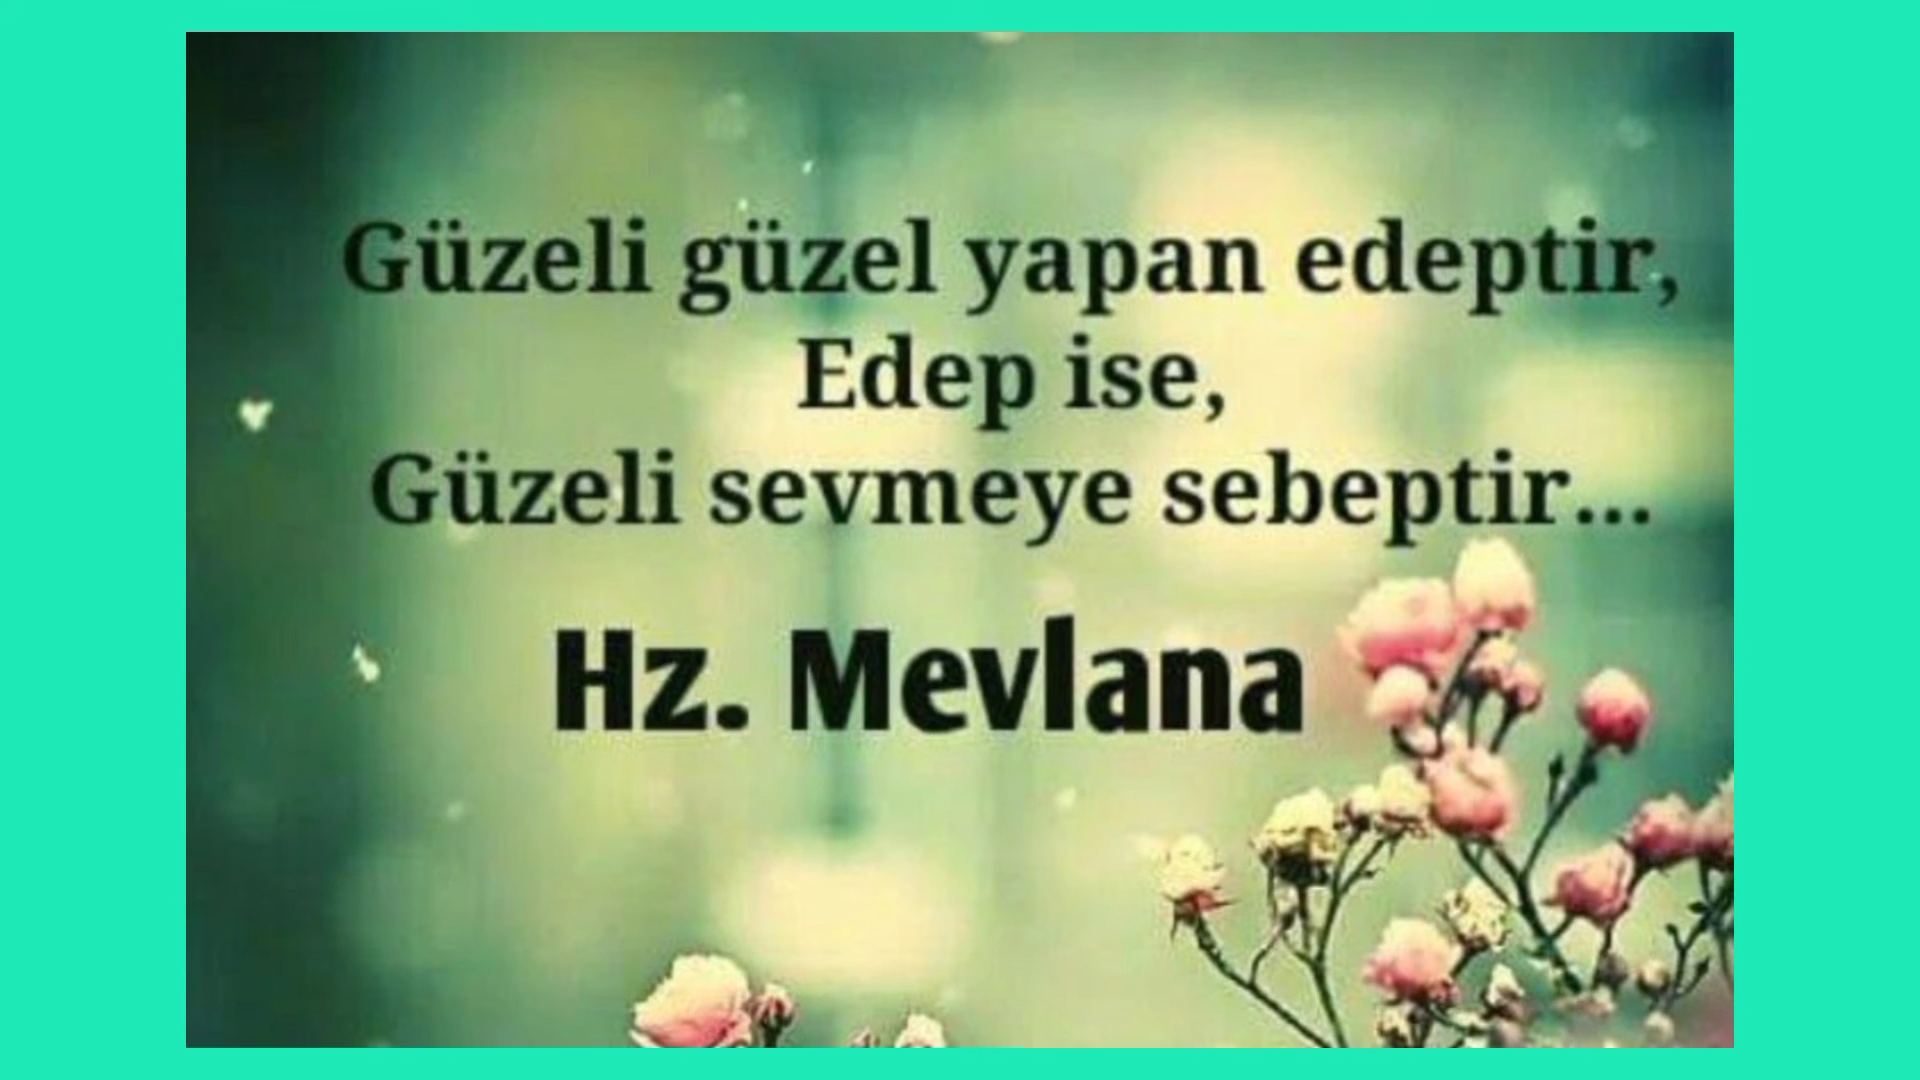 Güzeli güzel yapan edeptir,
Edep ise,
Güzeli sevmeye sebeptir...
Hz. Mevlana